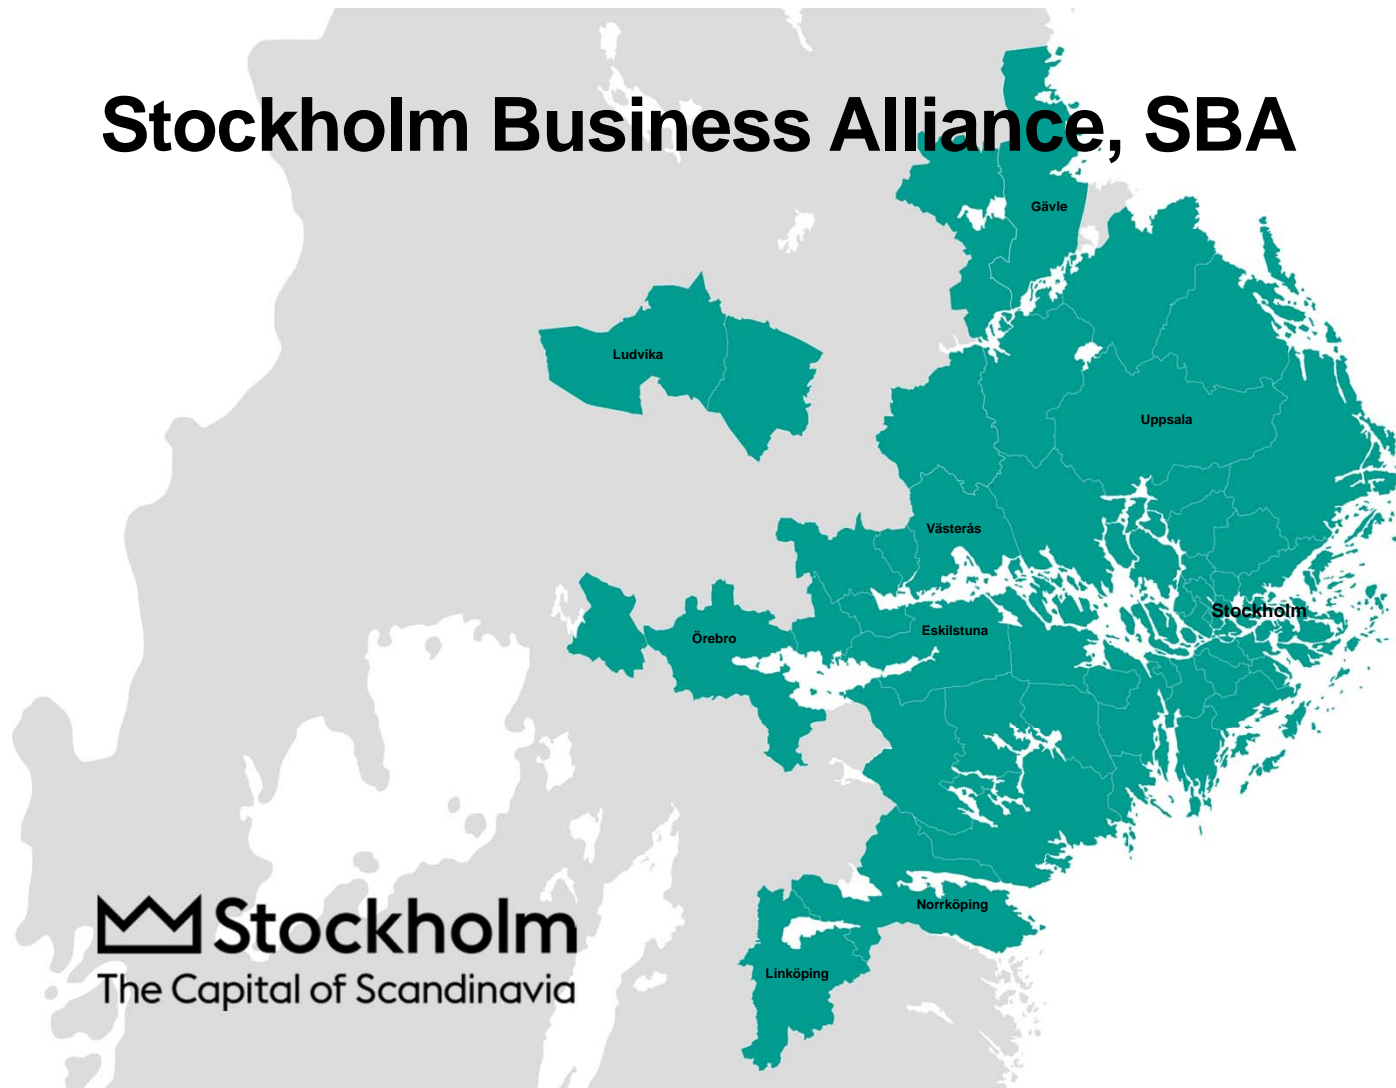 Stockholm Business Alliance, SBA
Gävle
Ludvika
Uppsala
Västerås
Stockholm
Eskilstuna
Örebro
Norrköping
Linköping
Stockholm
The Capital of Scandinavia